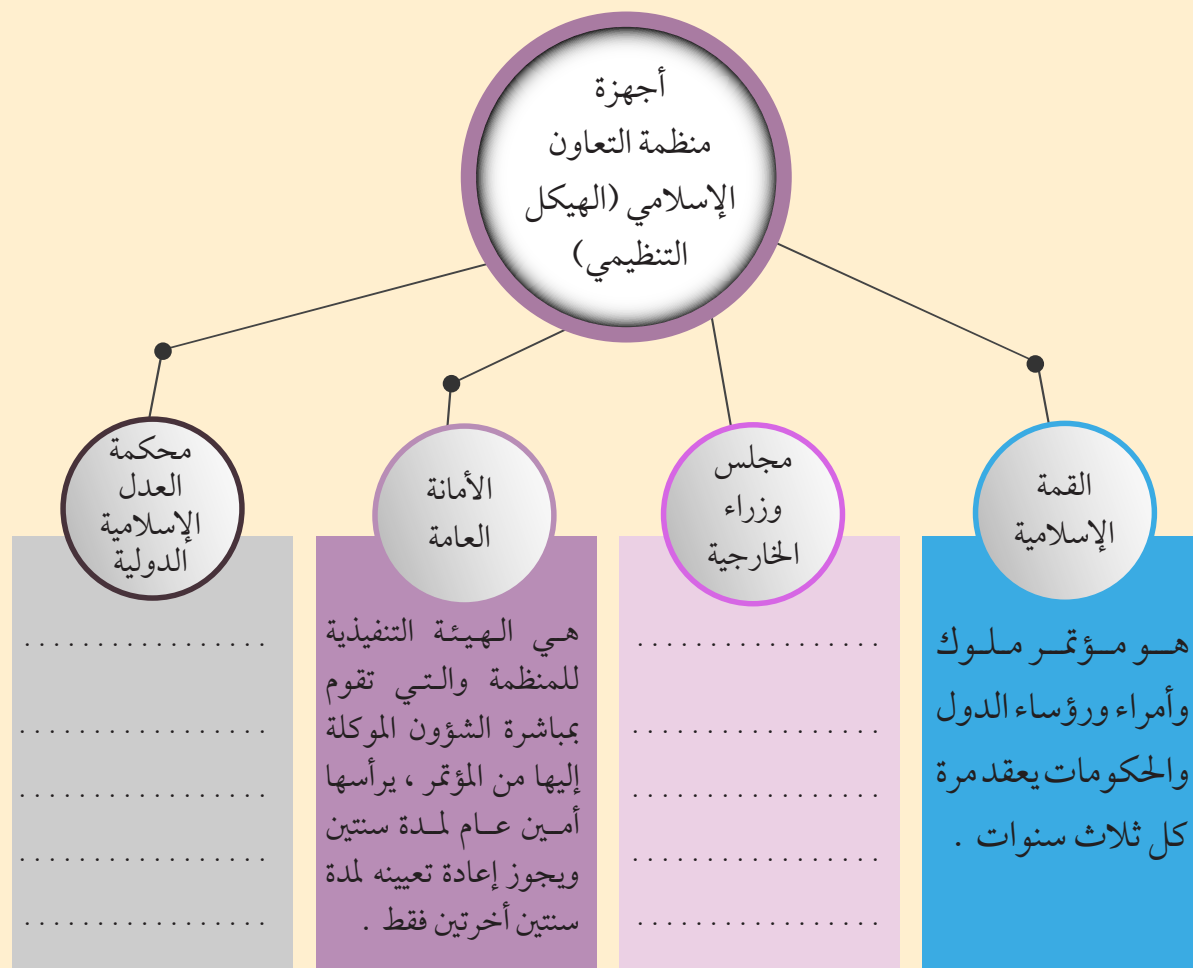 أجهزة
منظمة التعاون
الإسلامي (الهيكل
التنظيمي)
القمة
الإسلامية
هو مؤتمر ملوك
وأمراء ورؤساء الدول
والحكومات يعقد مرة
كل ثلاث سنوات .
مجلس
وزراء
الخارجية
. . . . . . . . . . . . . . . .
. . . . . . . . . . . . . . . .
. . . . . . . . . . . . . . . .
. . . . . . . . . . . . . . . .
. . . . . . . . . . . . . . . .
الأمانة
العامة
هي الهيئة التنفيذية
للمنظمة والتي تقوم
بمباشرة الشؤون الموكلة
إليها من المؤتمر ، يرأسها
أمين عام لمدة سنتين
ويجوز إعادة تعيينه لمدة
سنتين أخرتين فقط .
محكمة
العدل
الإسلامية
الدولية
. . . . . . . . . . . . . . . .
. . . . . . . . . . . . . . . .
. . . . . . . . . . . . . . . .
. . . . . . . . . . . . . . . .
. . . . . . . . . . . . . . . .